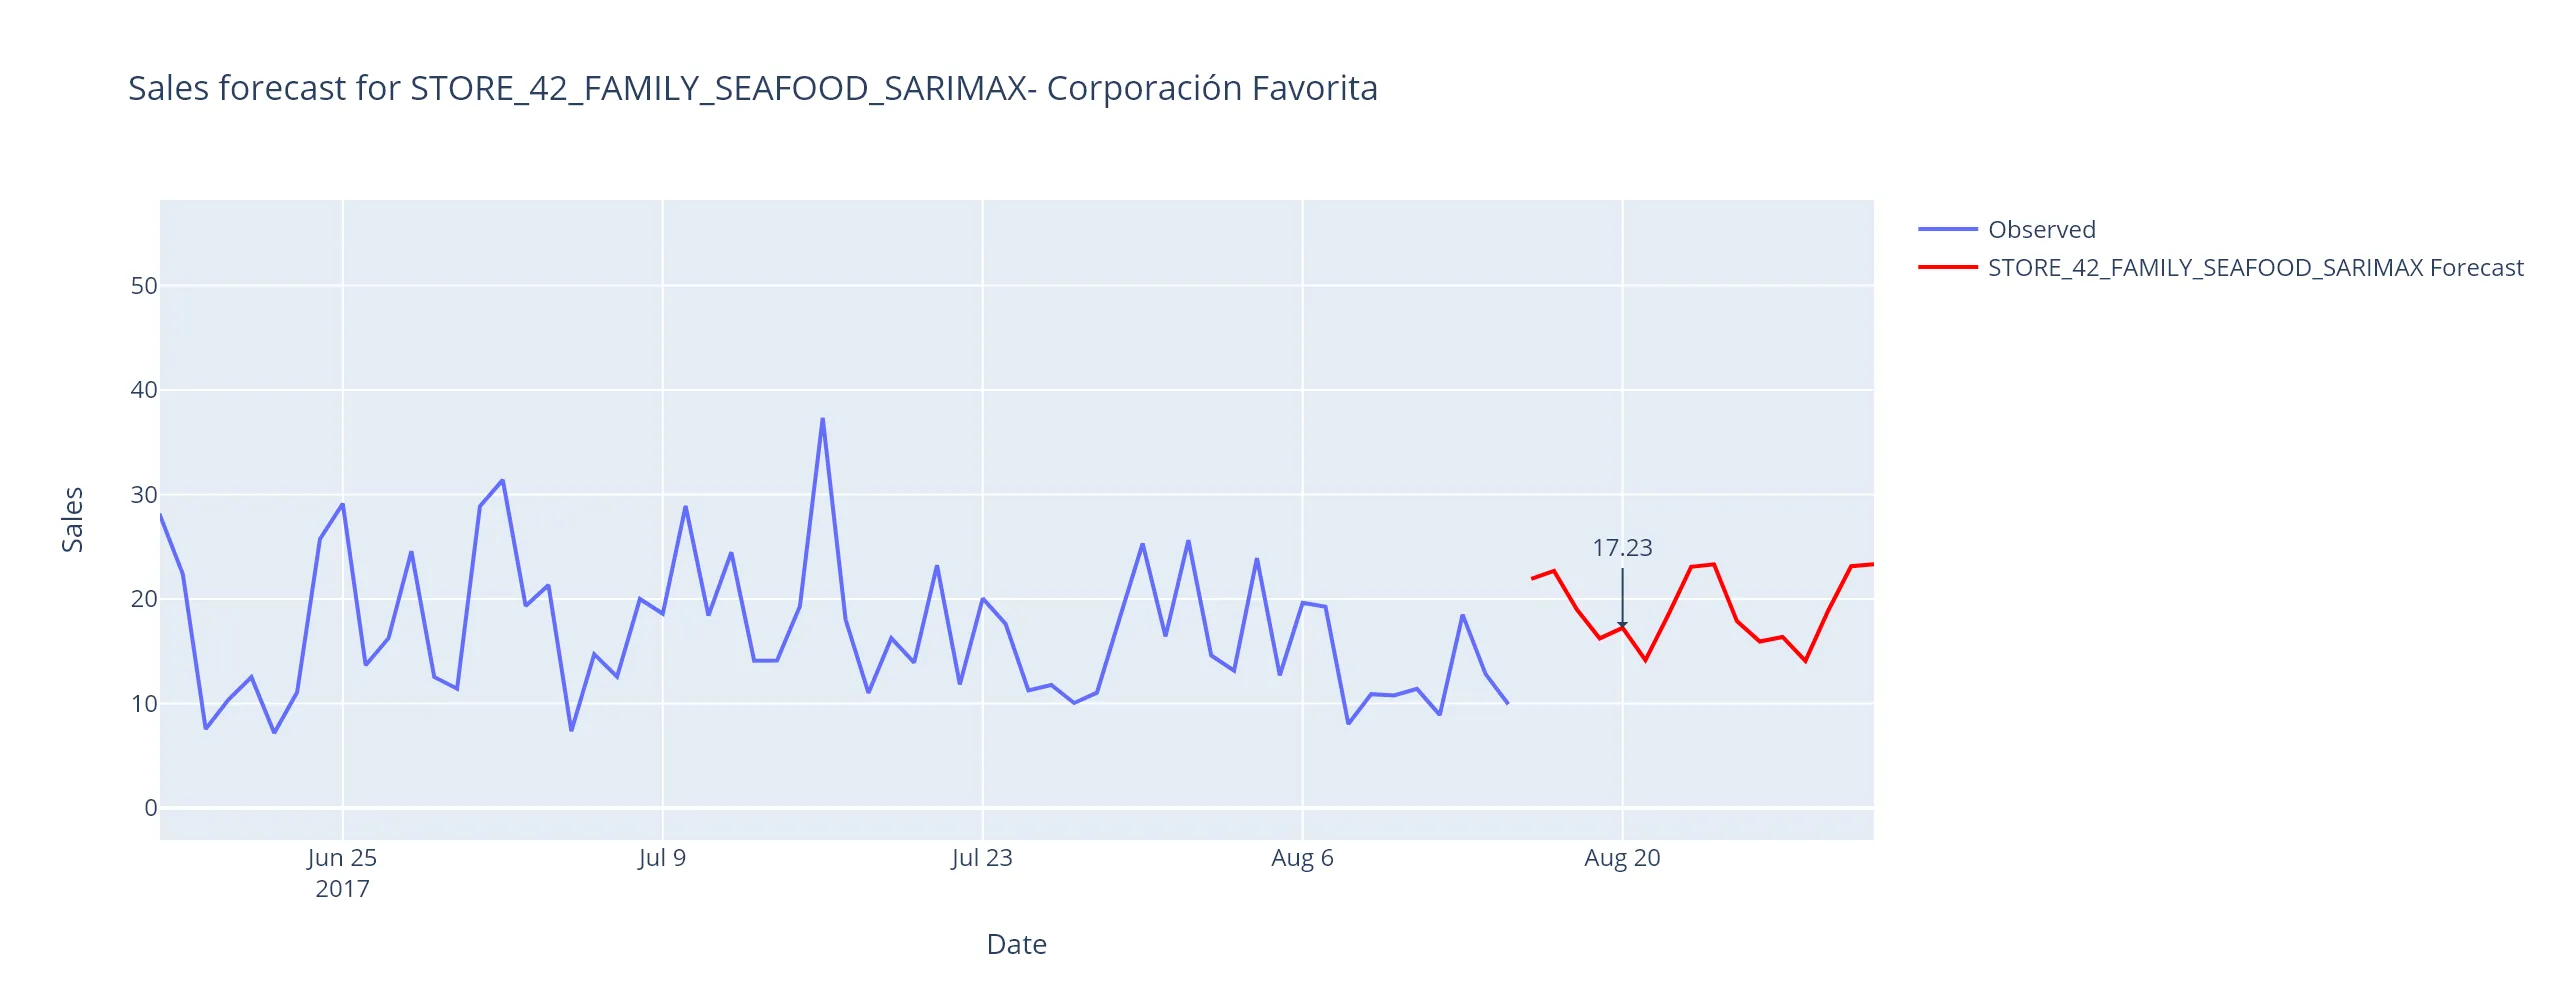 Sales forecast for STORE_42_FAMILY_SEAFOOD_SARIMAX- Corporación Favorita
Observed
STORE_42_FAMILY_SEAFOOD_SARIMAX Forecast
50
40
30
20
10
0
Sales
17.23
Jun 25
2017
Jul 9
Jul 23
Aug 6
Aug 20
Date